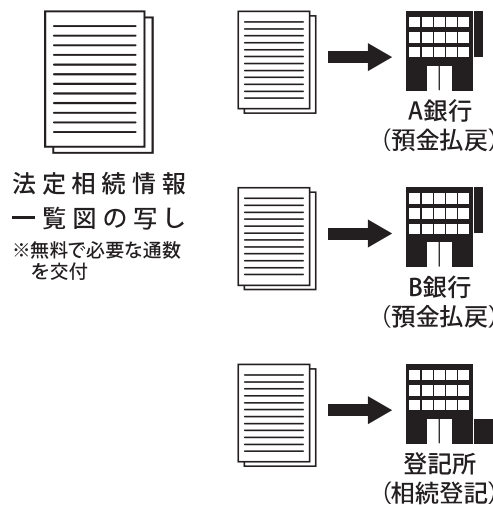 法定相続情報
一覧図の写し
※無料で必要な通数
を交付
A銀行
（預金払戻）
B銀行
（預金払戻）
登記所
（相続登記）